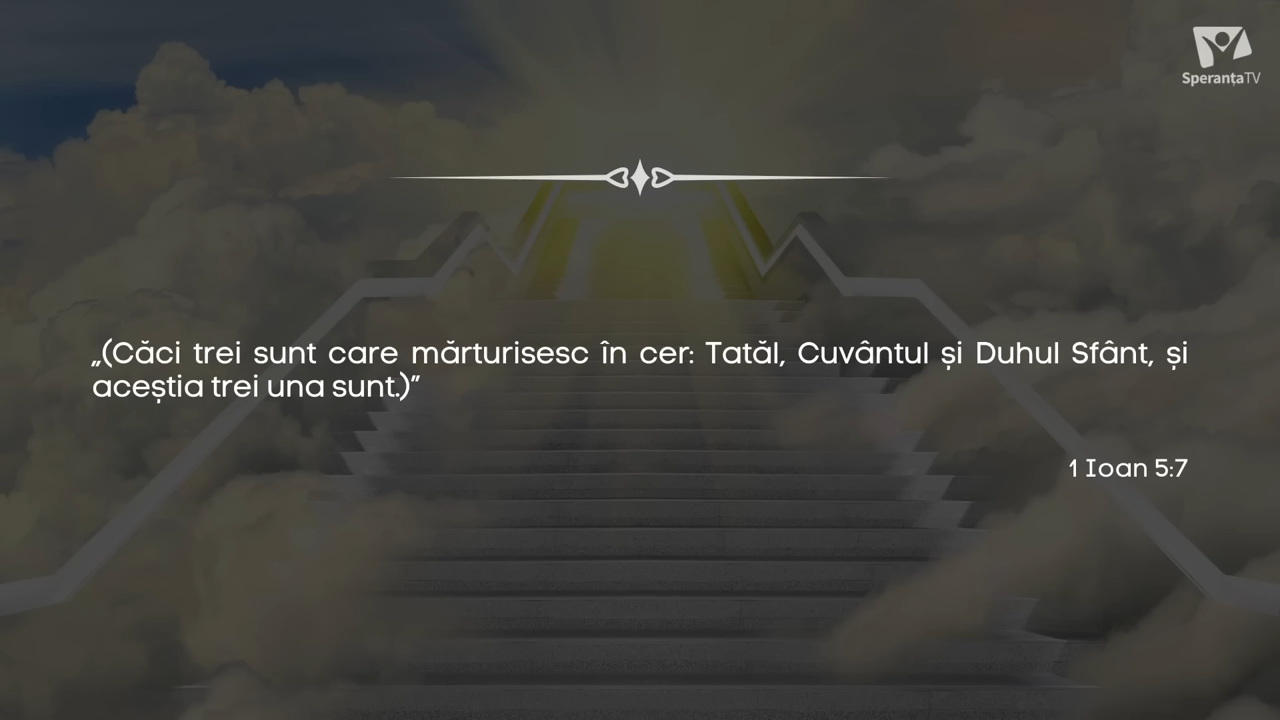 SperanțaTV
„(Căci trei sunt care mărturisesc în cer: Tatăl, Cuvântul și Duhul Sfânt, și
aceștia trei una sunt.)”
1 Ioan 5:7